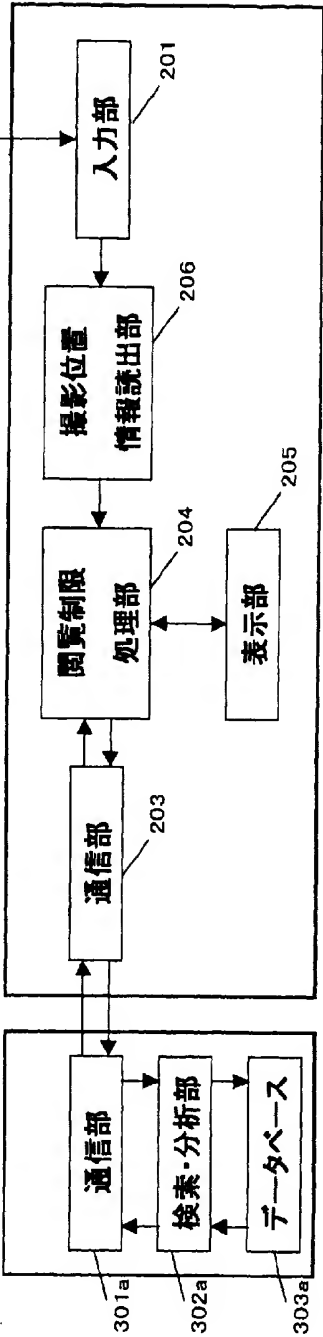 入力部
201
撮影位置
情報読出部
206
閲覧制限
処理部
204
表示部
205
通信部
203
通信部
301a
検索・分析部
302a
データベース
303a